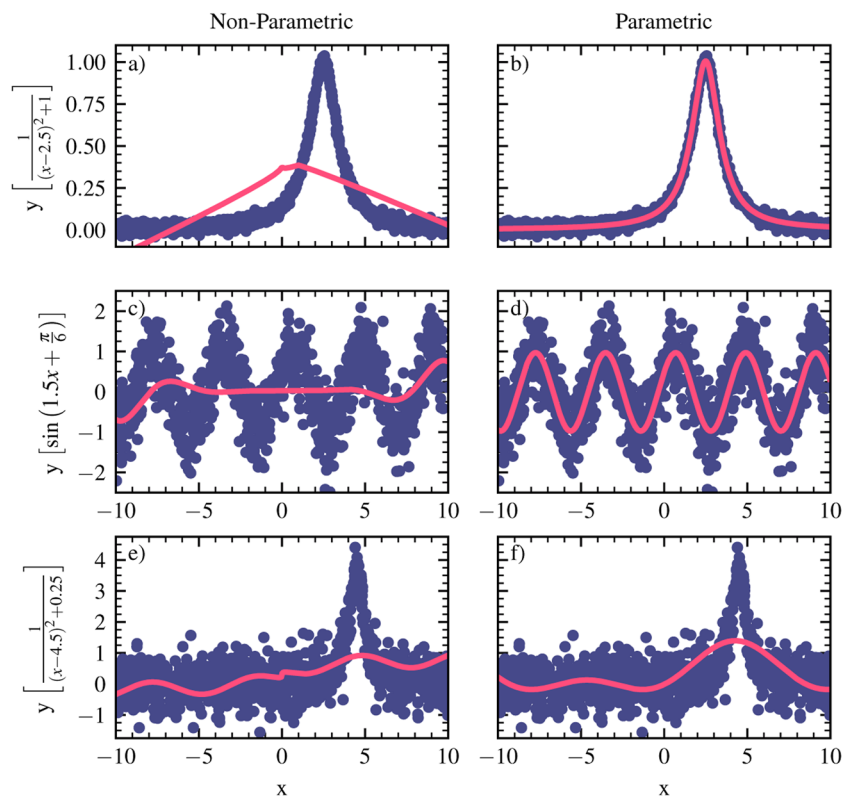 Non-Parametric Parametric
a) b)
1.00
0.75
0.50
0.25
0.00
y [1/((x−2.5)²+1)]
c) d)
2
1
0
−1
−2
y [sin (1.5x + π/6)]
−10 −5 0 5 10 −10 −5 0 5 10
e) f)
4
3
2
1
0
−1
y [1/((x−4.5)²+0.25)]
−10 −5 0 5 10 −10 −5 0 5 10
x x